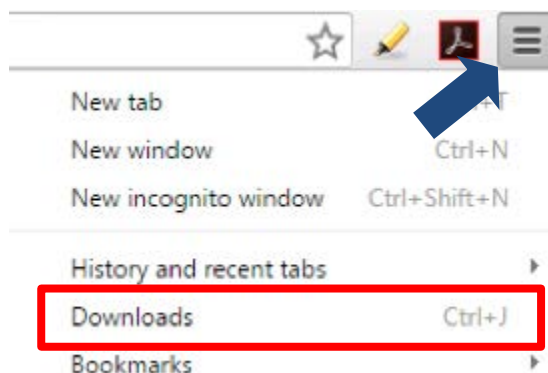 New tab
New window Ctrl+N
New incognito window Ctrl+Shift+N
History and recent tabs
Downloads Ctrl+J
Bookmarks